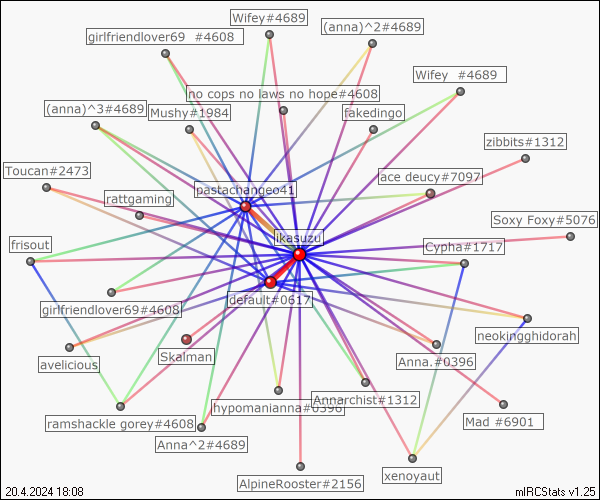 Wifey#4689
(anna)^2#4689
girlfriendlover69 #4608
Wifey #4689
no cops no laws no hope#4608
(anna)^3#4689
Mushy#1984
fakedingo
zibbits#1312
Toucan#2473
ace deucy#7097
pastachangeo41
rattgaming
Soxy Foxy#5076
likasuzu
frisout
Cypha#1717
default#0617
girlfriendlover69#4608
neokingghidorah
Skalman
Anna.#0396
avelicious
Annarchist#1312
hypomanianna#0396
ramshackle gorey#4608
Mad #6901
Anna^2#4689
xenoyaut
AlpineRooster#2156
20.4.2024 18:08
mIRCStats v1.25